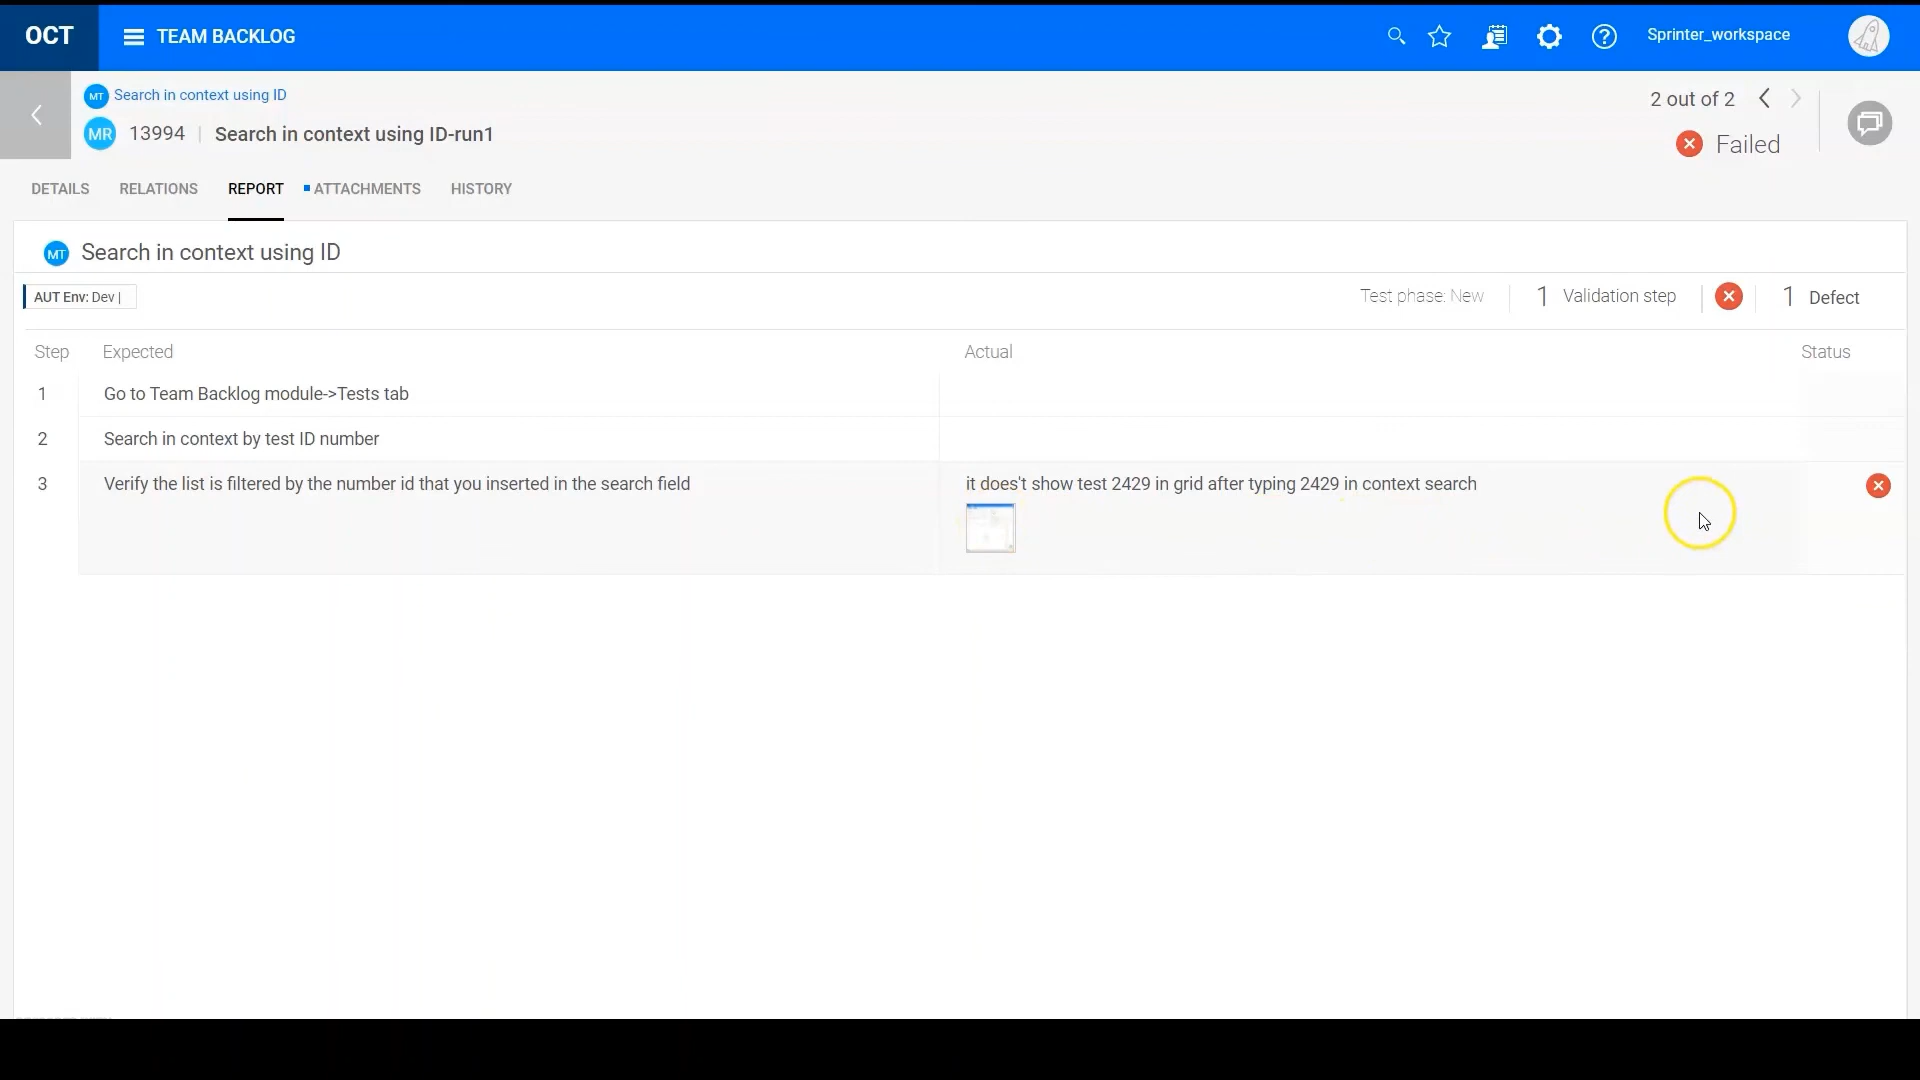 OCT
TEAM BACKLOG
Sprinter_workspace
MT Search in context using ID
2 out of 2
MR 13994 | Search in context using ID-run1
Failed
DETAILS RELATIONS REPORT ATTACHMENTS HISTORY
MT Search in context using ID
AUT Env: Dev |
Test phase: New
1 Validation step
1 Defect
Step Expected Actual Status
1 Go to Team Backlog module->Tests tab
2 Search in context by test ID number
3 Verify the list is filtered by the number id that you inserted in the search field
it does't show test 2429 in grid after typing 2429 in context search